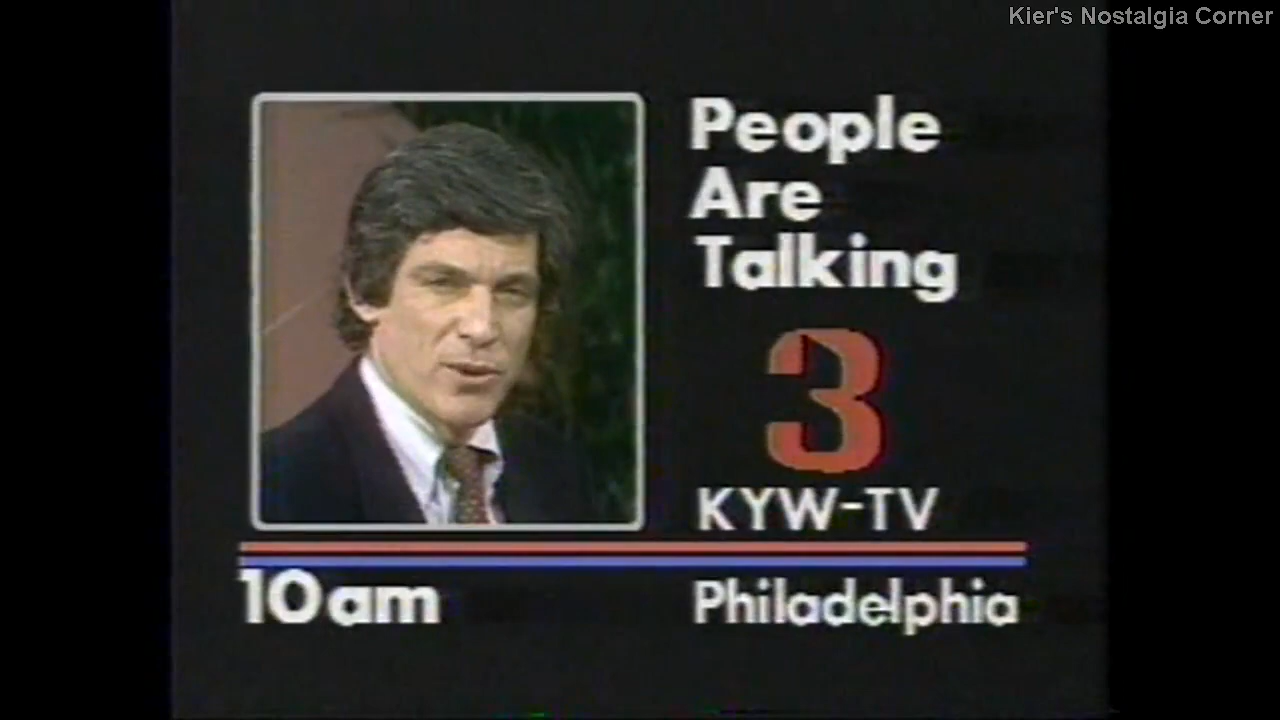 Kier's Nostalgia Corner
People
Are
Talking
3
KYW-TV
10am
Philadelphia